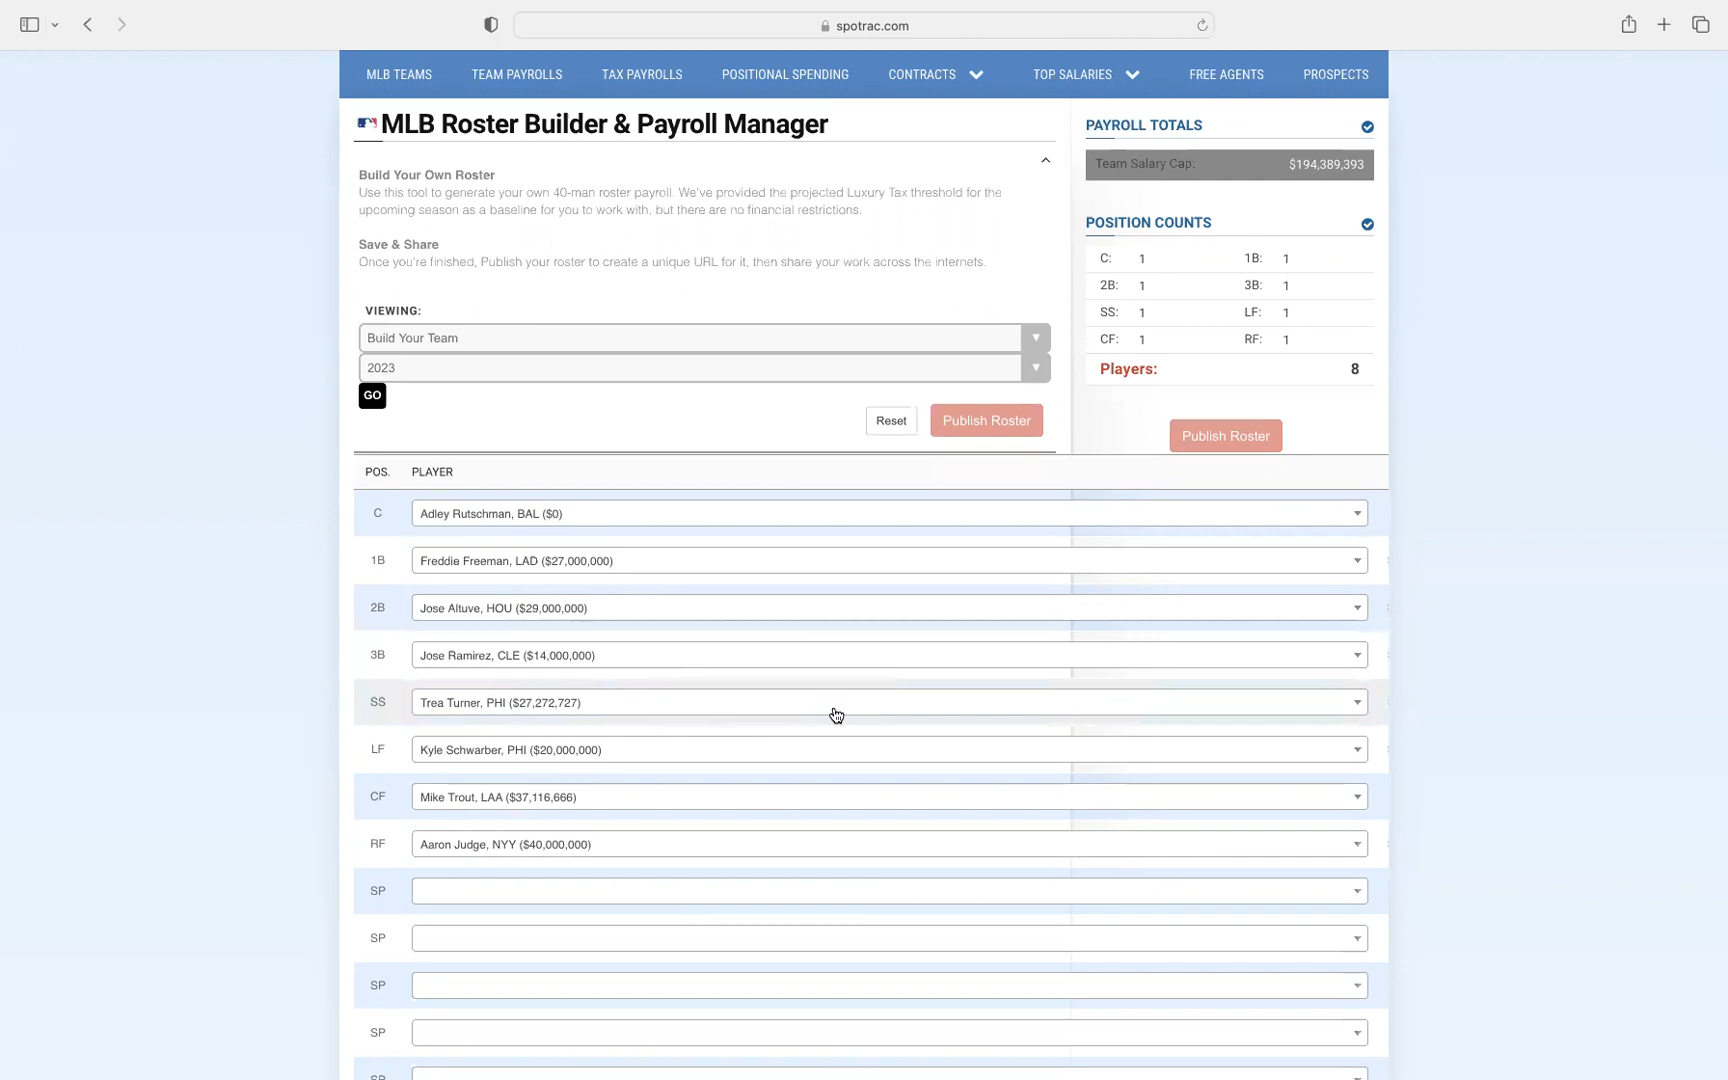 spotrac.com
MLB TEAMS TEAM PAYROLLS TAX PAYROLLS POSITIONAL SPENDING CONTRACTS TOP SALARIES FREE AGENTS PROSPECTS
MLB Roster Builder & Payroll Manager
Build Your Own Roster
Use this tool to generate your own 40-man roster payroll. We've provided the projected Luxury Tax threshold for the
upcoming season as a baseline for you to work with, but there are no financial restrictions.
Save & Share
Once you're finished, Publish your roster to create a unique URL for it, then share your work across the internets.
VIEWING:
Build Your Team
2023
GO
Reset Publish Roster
PAYROLL TOTALS
Team Salary Cap: $194,389,393
POSITION COUNTS
C: 1 1B: 1
2B: 1 3B: 1
SS: 1 LF: 1
CF: 1 RF: 1
Players: 8
Publish Roster
POS. PLAYER
C Adley Rutschman, BAL ($0)
1B Freddie Freeman, LAD ($27,000,000)
2B Jose Altuve, HOU ($29,000,000)
3B Jose Ramirez, CLE ($14,000,000)
SS Trea Turner, PHI ($27,272,727)
LF Kyle Schwarber, PHI ($20,000,000)
CF Mike Trout, LAA ($37,116,666)
RF Aaron Judge, NYY ($40,000,000)
SP
SP
SP
SP
SP